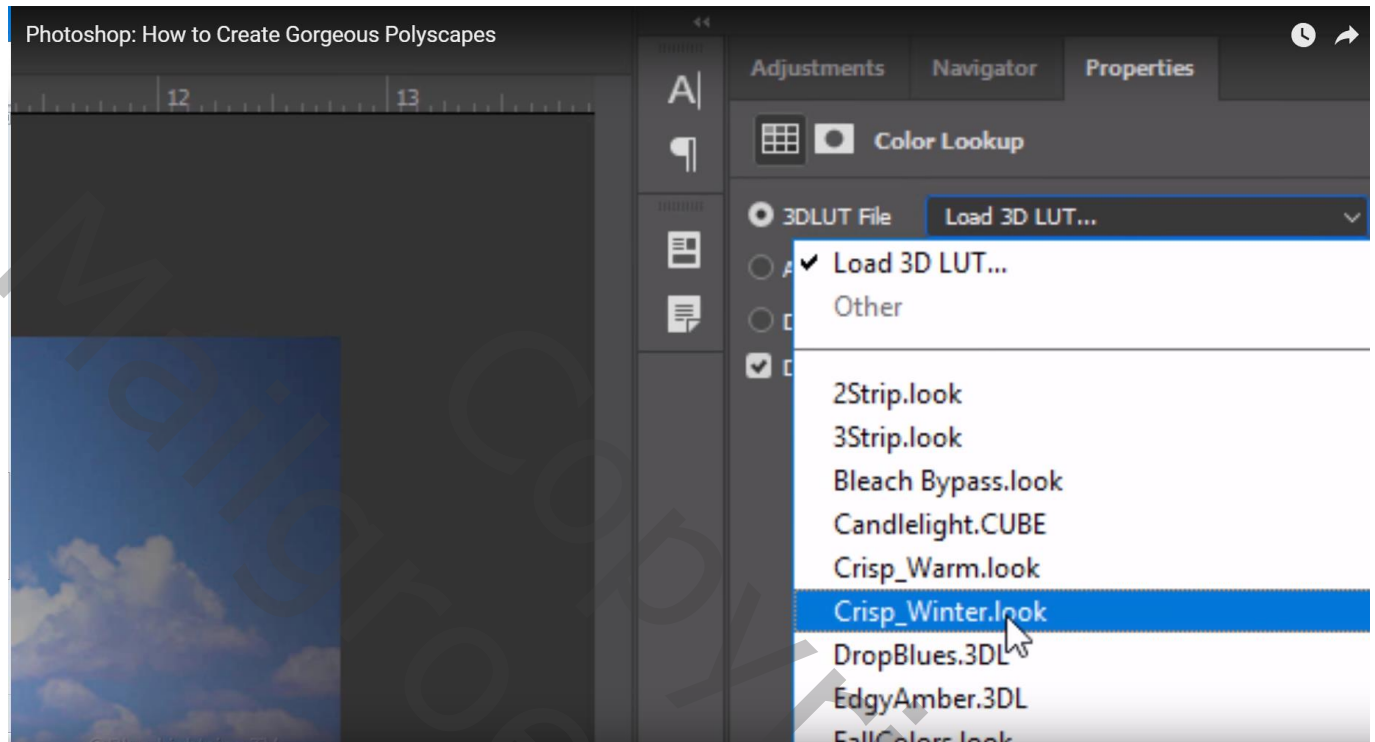 Photoshop: How to Create Gorgeous Polyscapes
12
13
Adjustments
Navigator
Properties
Color Lookup
3DLUT File
Load 3D LUT...
Load 3D LUT...
Other
2Strip.look
3Strip.look
Bleach Bypass.look
Candlelight.CUBE
Crisp_Warm.look
Crisp_Winter.look
DropBlues.3DL
EdgyAmber.3DL
FallColors.look